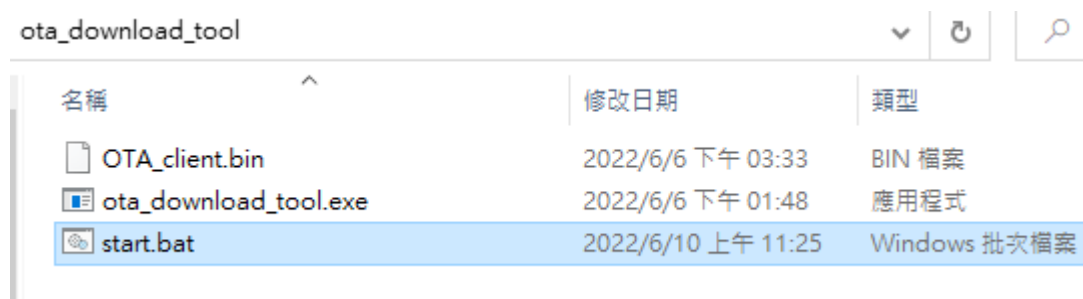 ota_download_tool
名稱 修改日期 類型
OTA_client.bin 2022/6/6 下午 03:33 BIN 檔案
ota_download_tool.exe 2022/6/6 下午 01:48 應用程式
start.bat 2022/6/10 上午 11:25 Windows 批次檔案